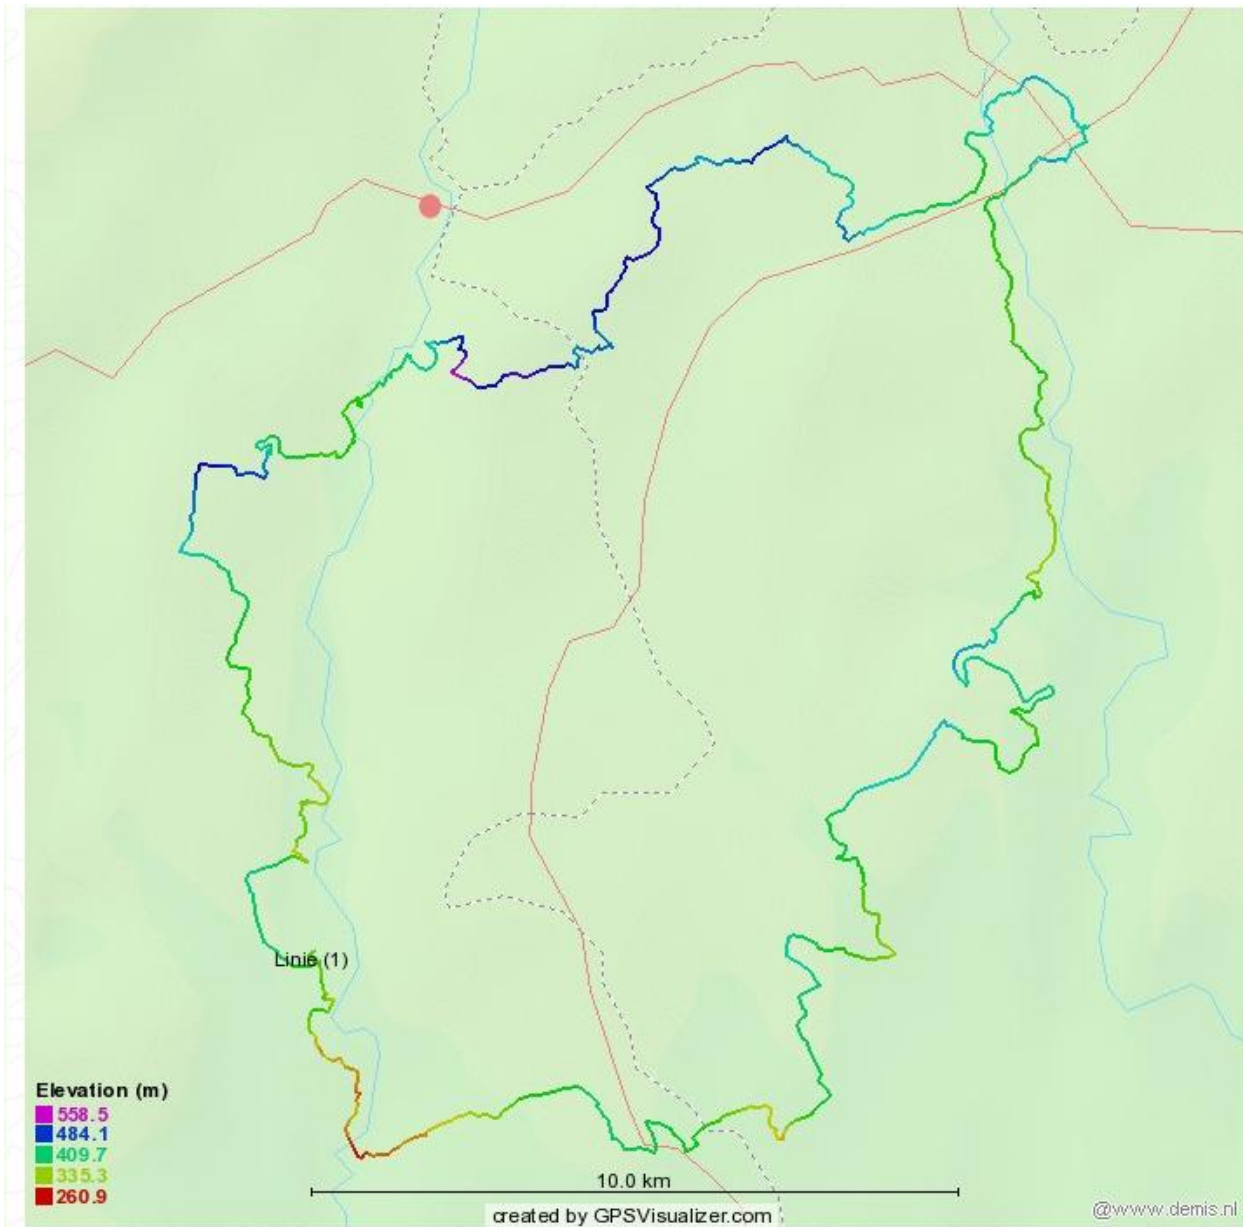 Linie (1)
Elevation (m)
558.5
484.1
409.7
335.3
260.9
10.0 km
created by GPSVisualizer.com
@www.demis.nl